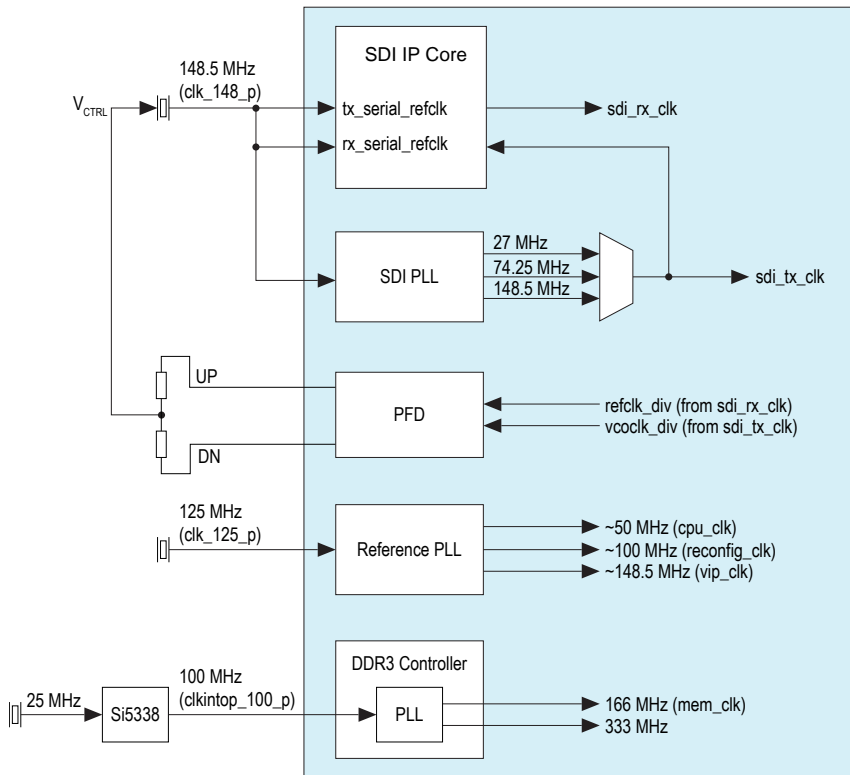 SDI IP Core
148.5 MHz
(clk_148_p)
V_CTRL
tx_serial_refclk
sdi_rx_clk
rx_serial_refclk
27 MHz
SDI PLL
74.25 MHz
sdi_tx_clk
148.5 MHz
UP
PFD
refclk_div (from sdi_rx_clk)
vcoclk_div (from sdi_tx_clk)
DN
125 MHz
(clk_125_p)
Reference PLL
~50 MHz (cpu_clk)
~100 MHz (reconfig_clk)
~148.5 MHz (vip_clk)
DDR3 Controller
100 MHz
(clkintop_100_p)
25 MHz
Si5338
PLL
166 MHz (mem_clk)
333 MHz